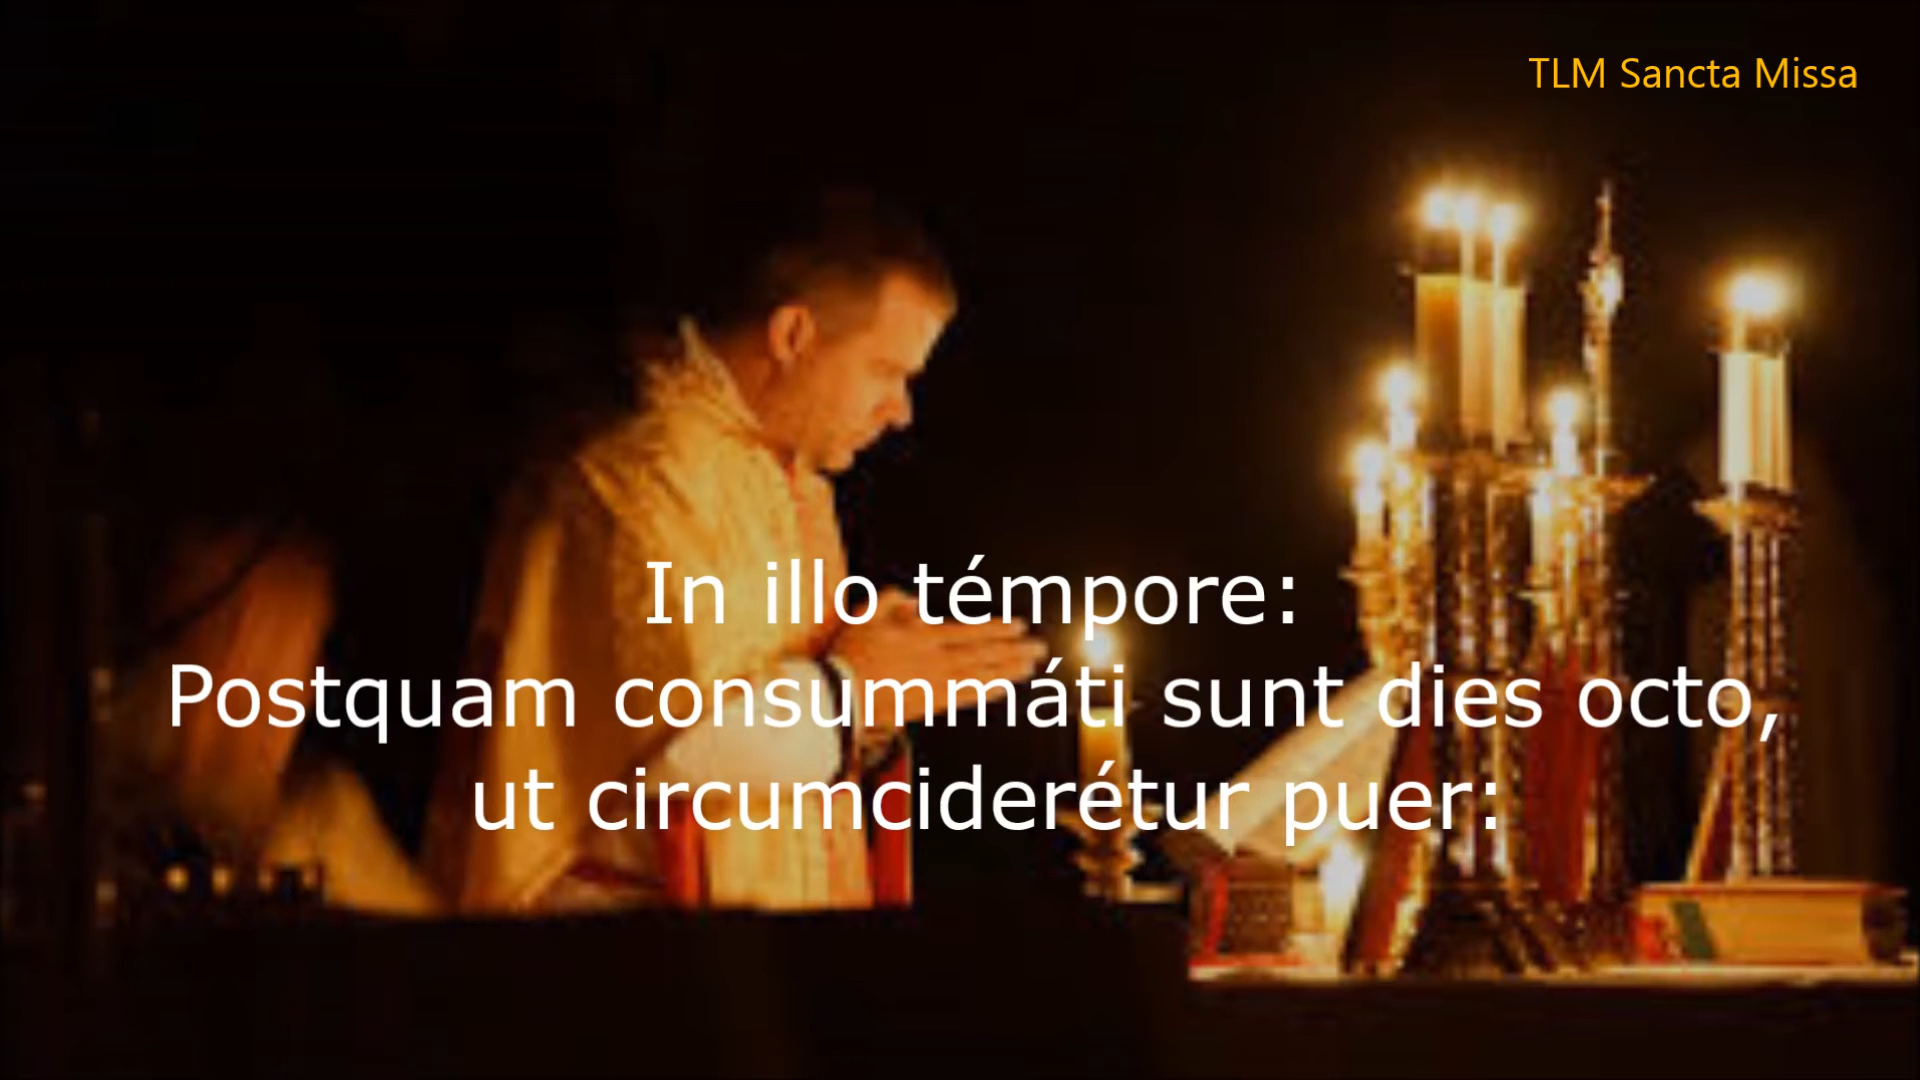 TLM Sancta Missa
In illo témpore:
Postquam consummáti sunt dies octo,
ut circumciderétur puer: